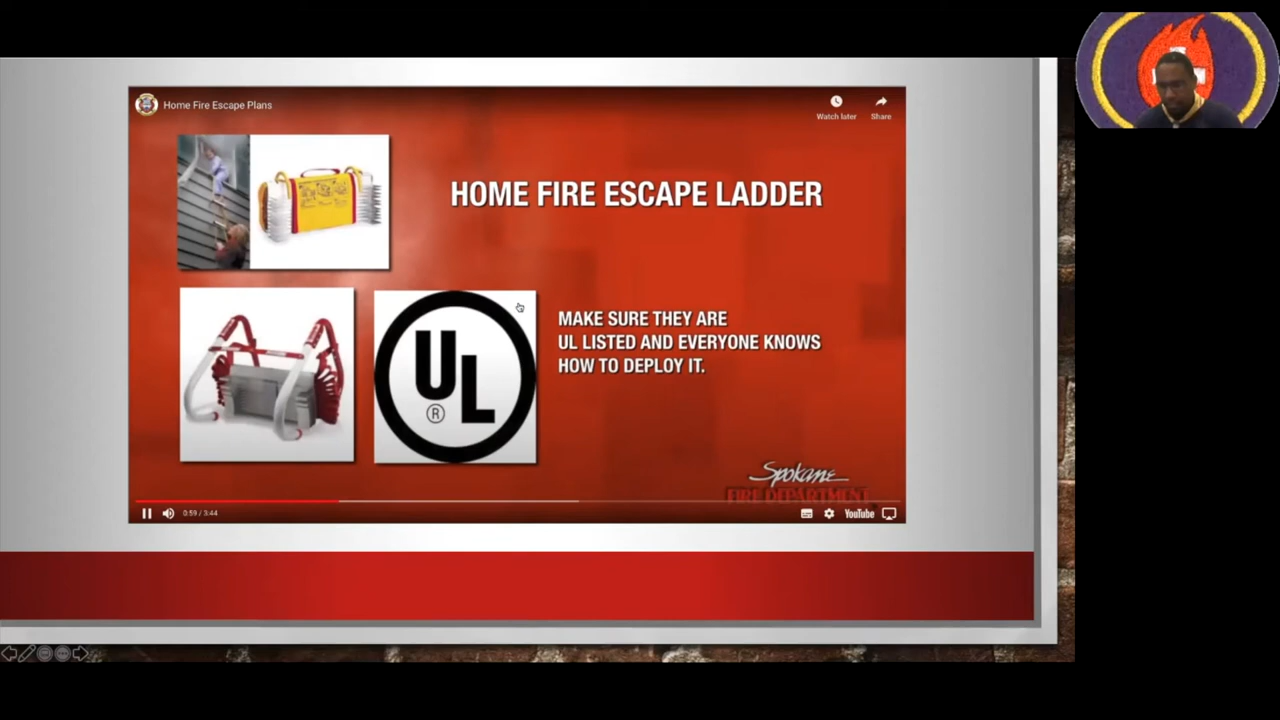 Home Fire Escape Plans
Watch later
Share
HOME FIRE ESCAPE LADDER
UL
®
MAKE SURE THEY ARE
UL LISTED AND EVERYONE KNOWS
HOW TO DEPLOY IT.
Spokane
FIRE DEPARTMENT
0:59 / 3:44
YouTube